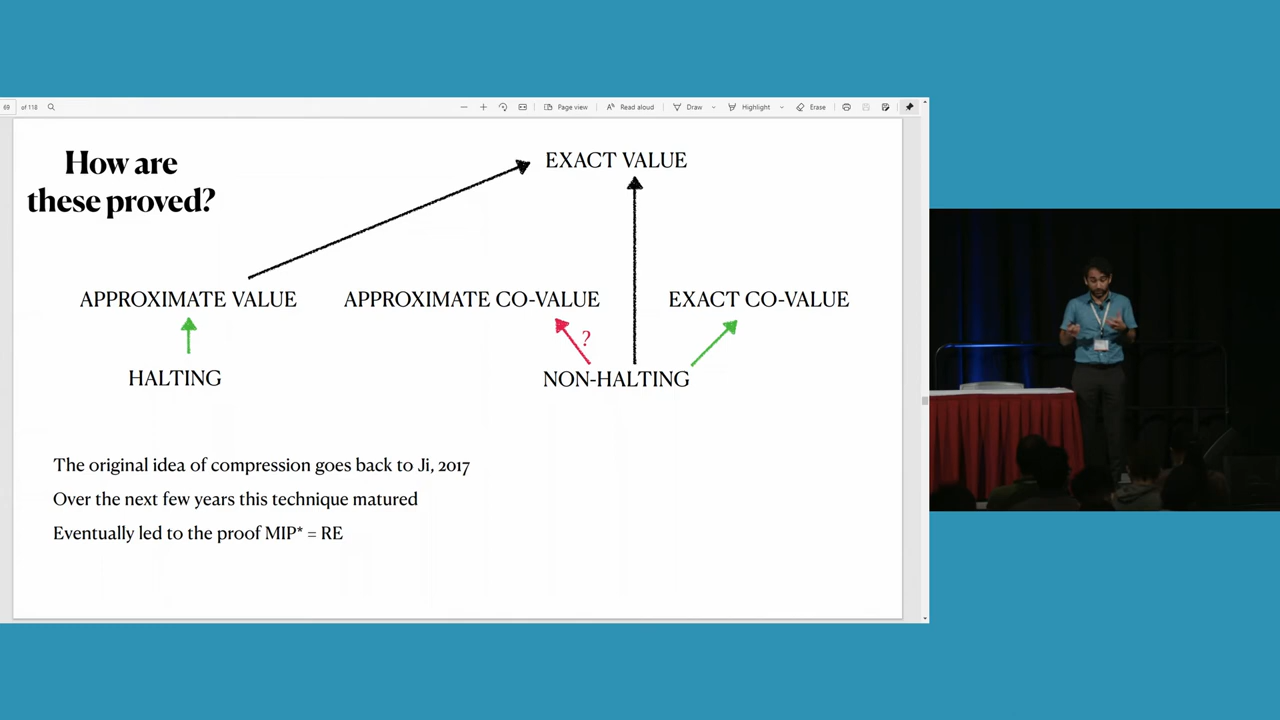 69 of 118
Page view
Read aloud
Draw
Highlight
Erase
How are
these proved?
EXACT VALUE
APPROXIMATE VALUE
APPROXIMATE CO-VALUE
EXACT CO-VALUE
?
HALTING
NON-HALTING
The original idea of compression goes back to Ji, 2017
Over the next few years this technique matured
Eventually led to the proof MIP* = RE